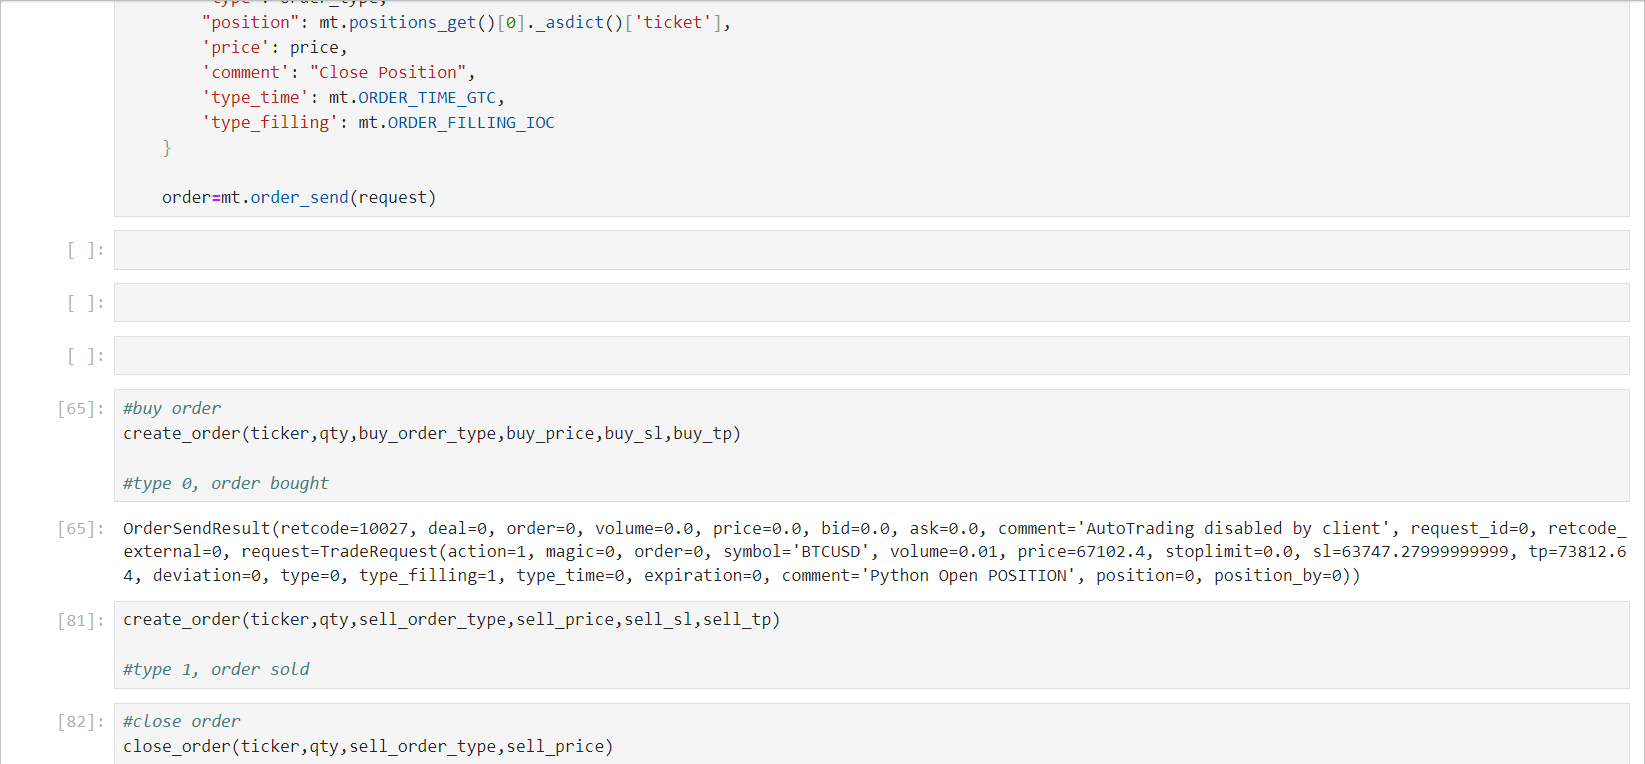 "position": mt.positions_get()[0]._asdict()['ticket'],
'price': price,
'comment': "Close Position",
'type_time': mt.ORDER_TIME_GTC,
'type_filling': mt.ORDER_FILLING_IOC
}
order=mt.order_send(request)
[ ]:
[ ]:
[ ]:
[65]: #buy order
create_order(ticker,qty,buy_order_type,buy_price,buy_sl,buy_tp)
#type 0, order bought
[65]: OrderSendResult(retcode=10027, deal=0, order=0, volume=0.0, price=0.0, bid=0.0, ask=0.0, comment='AutoTrading disabled by client', request_id=0, retcode_
external=0, request=TradeRequest(action=1, magic=0, order=0, symbol='BTCUSD', volume=0.01, price=67102.4, stoplimit=0.0, sl=63747.27999999999, tp=73812.6
4, deviation=0, type=0, type_filling=1, type_time=0, expiration=0, comment='Python Open POSITION', position=0, position_by=0))
[81]: create_order(ticker,qty,sell_order_type,sell_price,sell_sl,sell_tp)
#type 1, order sold
[82]: #close order
close_order(ticker,qty,sell_order_type,sell_price)